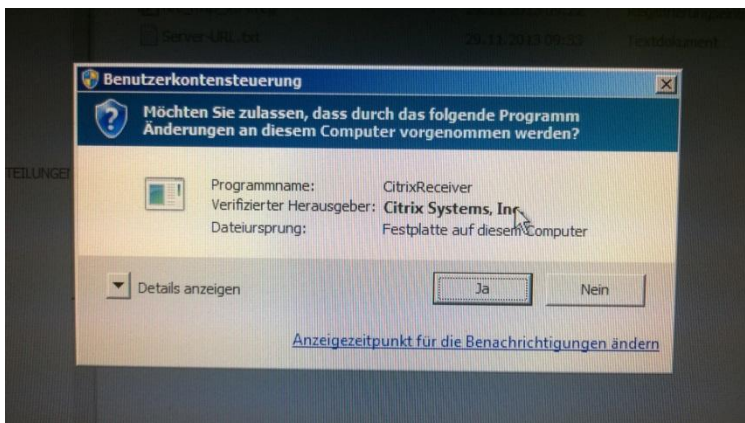 Server-URL.txt 29.11.2013 09:53 Textdokument
Benutzerkontensteuerung
Möchten Sie zulassen, dass durch das folgende Programm
Änderungen an diesem Computer vorgenommen werden?
TEILUNGEN
Programmname: CitrixReceiver
Verifizierter Herausgeber: Citrix Systems, Inc.
Dateiursprung: Festplatte auf diesem Computer
Details anzeigen
Ja
Nein
Anzeigezeitpunkt für die Benachrichtigungen ändern